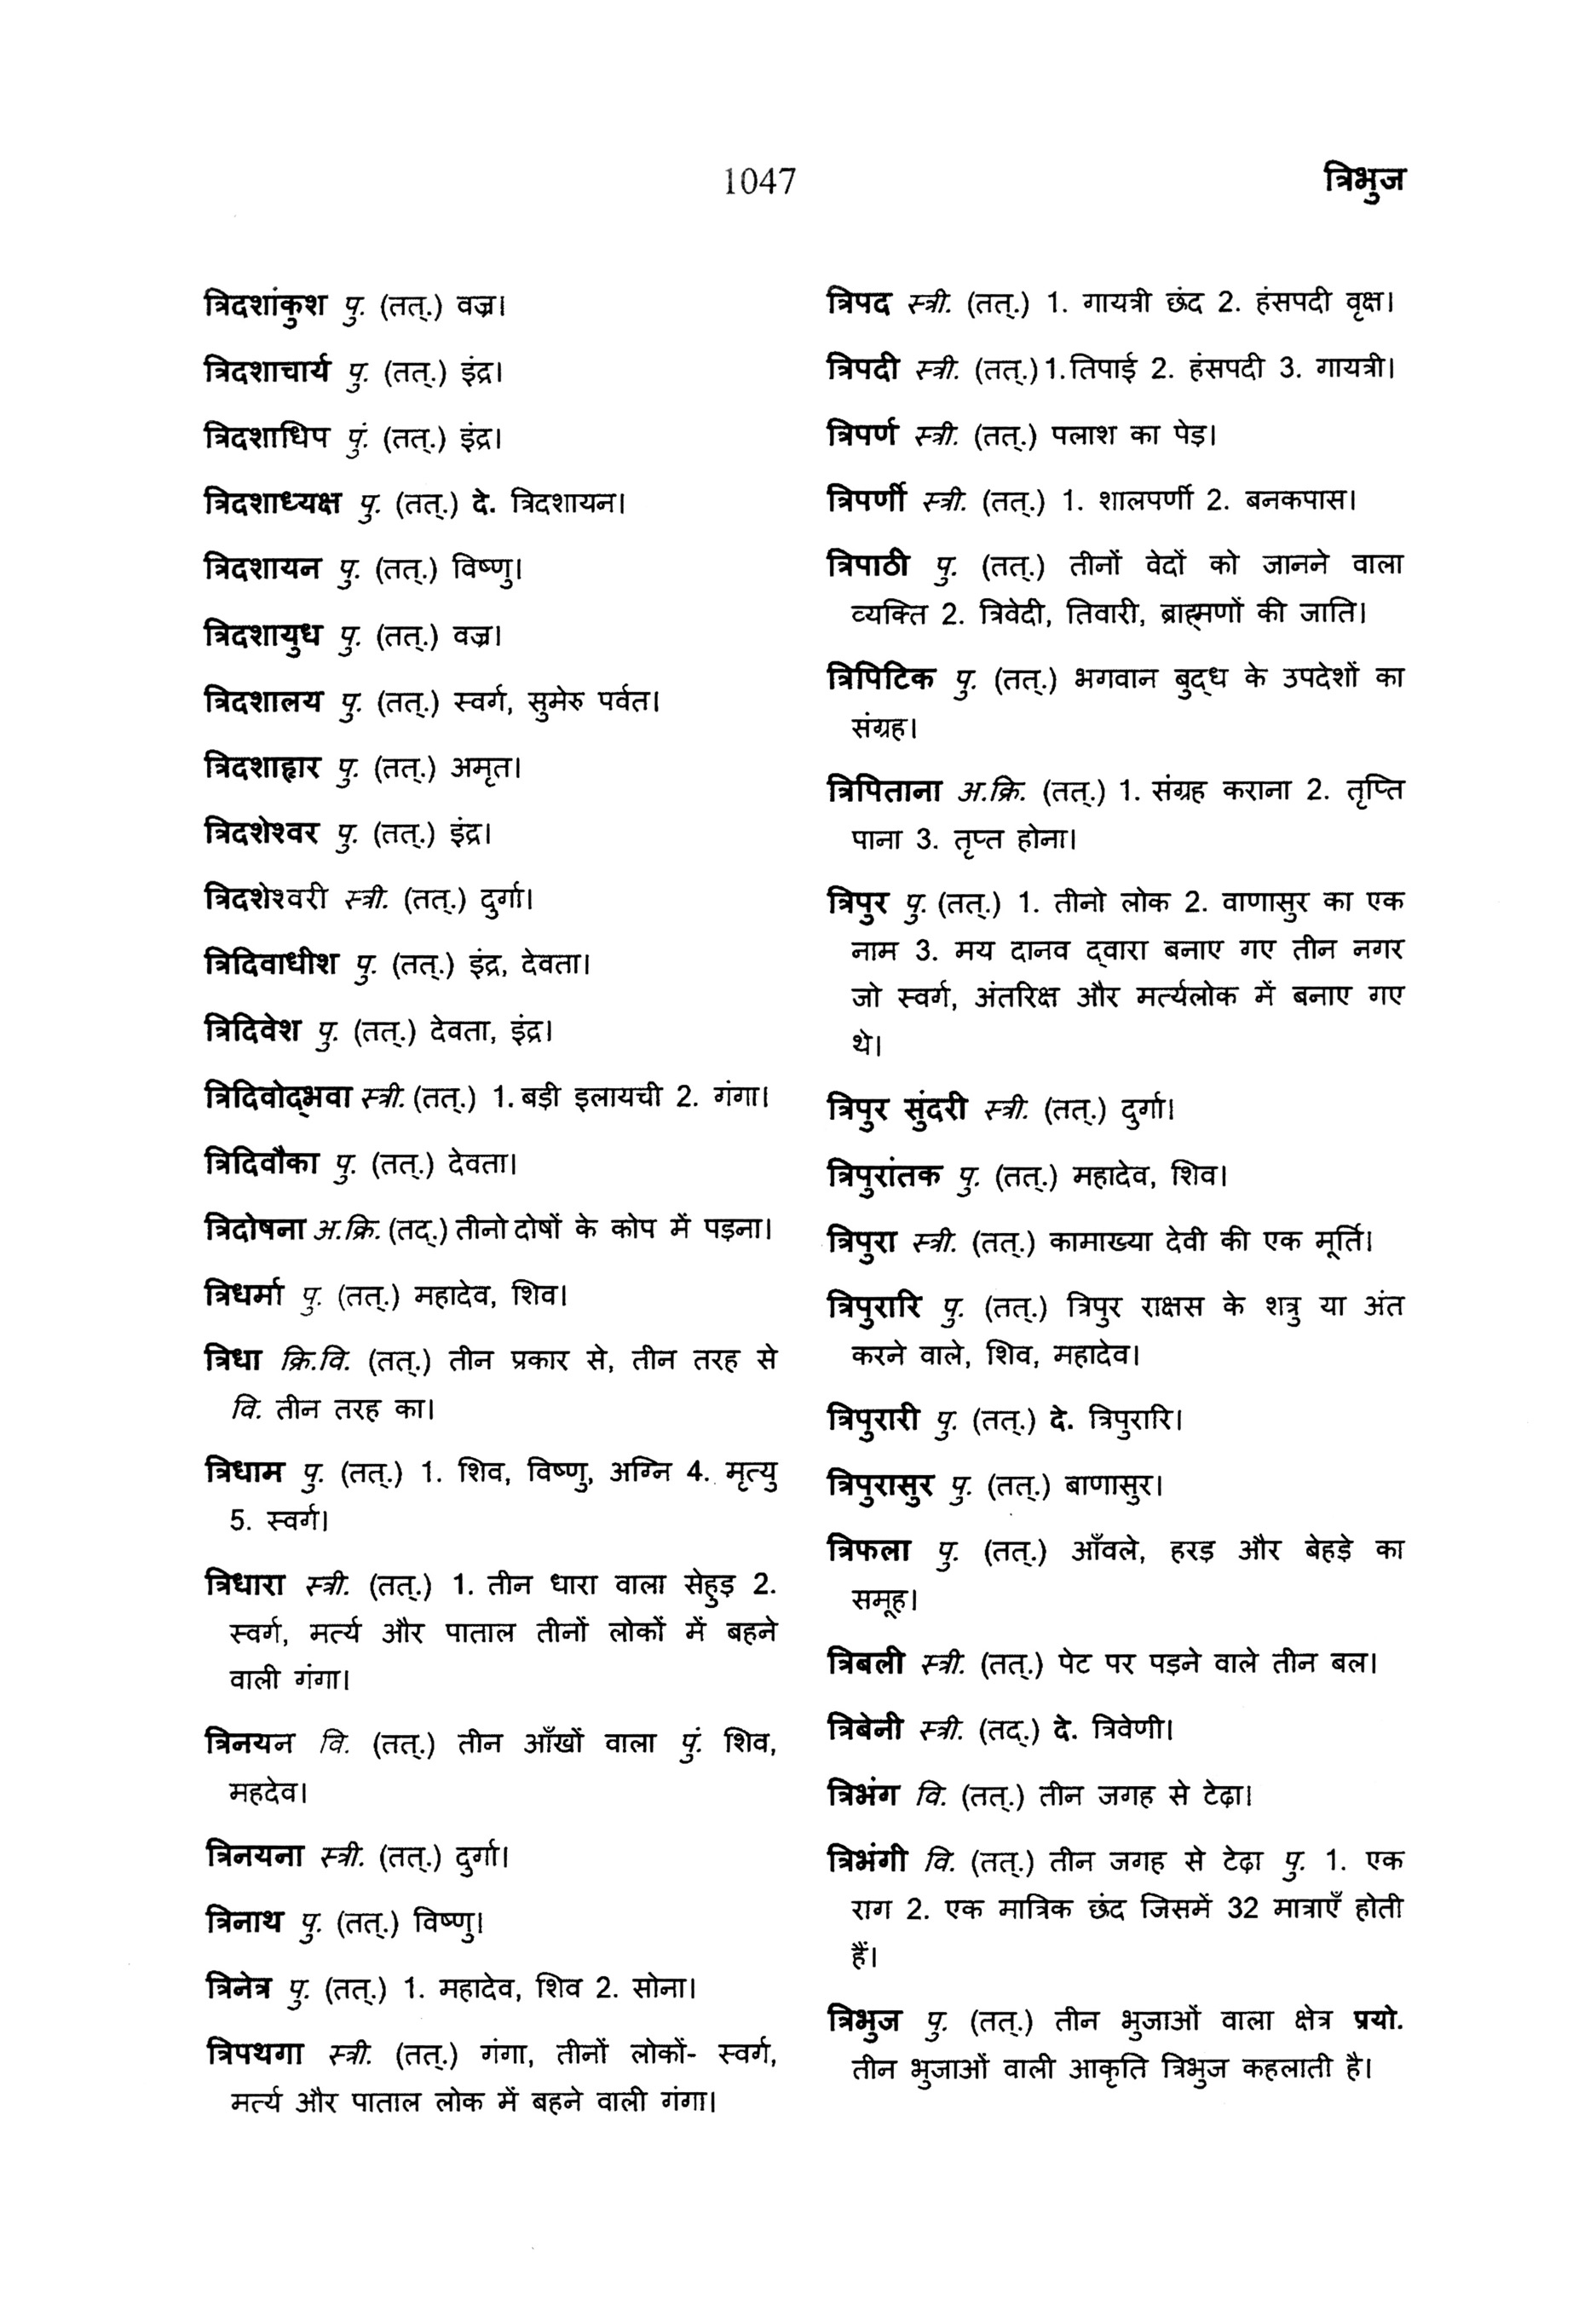 1047
त्रिभुज
त्रिदशांकुश पु. (तत्.) वज्र।
त्रिदशाचार्य पु. (तत्.) इंद्र।
त्रिदशाधिप पुं. (तत्.) इंद्र।
त्रिदशाध्यक्ष पु. (तत्.) दे. त्रिदशायन।
त्रिदशायन पु. (तत्.) विष्णु।
त्रिदशायुध पु. (तत्.) वज्र।
त्रिदशालय पु. (तत्.) स्वर्ग, सुमेरु पर्वत।
त्रिदशाहार पु. (तत्.) अमृत।
त्रिदशेश्वर पु. (तत्.) इंद्र।
त्रिदशेश्वरी स्त्री. (तत्.) दुर्गा।
त्रिदिवाधीश पु. (तत्.) इंद्र, देवता।
त्रिदिवेश पु. (तत्.) देवता, इंद्र।
त्रिदिवोद्‌भवा स्त्री. (तत्.) 1. बड़ी इलायची 2. गंगा।
त्रिदिवौका पु. (तत्.) देवता।
त्रिदोषना अ.क्रि. (तद्.) तीनो दोषों के कोप में पड़ना।
त्रिधर्मा पु. (तत्.) महादेव, शिव।
त्रिधा क्रि.वि. (तत्.) तीन प्रकार से, तीन तरह से
वि. तीन तरह का।
त्रिधाम पु. (तत्.) 1. शिव, विष्णु, अग्नि 4. मृत्यु
5. स्वर्ग।
त्रिधारा स्त्री. (तत्.) 1. तीन धारा वाला सेहुड़ 2.
स्वर्ग, मर्त्य और पाताल तीनों लोकों में बहने
वाली गंगा।
त्रिनयन वि. (तत्.) तीन आँखों वाला पुं. शिव,
महदेव।
त्रिनयना स्त्री. (तत्.) दुर्गा।
त्रिनाथ पु. (तत्.) विष्णु।
त्रिनेत्र पु. (तत्.) 1. महादेव, शिव 2. सोना।
त्रिपथगा स्त्री. (तत्.) गंगा, तीनों लोकों- स्वर्ग,
मर्त्य और पाताल लोक में बहने वाली गंगा।
त्रिपद स्त्री. (तत्.) 1. गायत्री छंद 2. हंसपदी वृक्ष।
त्रिपदी स्त्री. (तत्.) 1.तिपाई 2. हंसपदी 3. गायत्री।
त्रिपर्ण स्त्री. (तत्.) पलाश का पेड़।
त्रिपर्णी स्त्री. (तत्.) 1. शालपर्णी 2. बनकपास।
त्रिपाठी पु. (तत्.) तीनों वेदों को जानने वाला
व्यक्ति 2. त्रिवेदी, तिवारी, ब्राह्मणों की जाति।
त्रिपिटिक पु. (तत्.) भगवान बुद्‌ध के उपदेशों का
संग्रह।
त्रिपिताना अ.क्रि. (तत्.) 1. संग्रह कराना 2. तृप्ति
पाना 3. तृप्त होना।
त्रिपुर पु. (तत्.) 1. तीनो लोक 2. वाणासुर का एक
नाम 3. मय दानव द्‌वारा बनाए गए तीन नगर
जो स्वर्ग, अंतरिक्ष और मर्त्यलोक में बनाए गए
थे।
त्रिपुर सुंदरी स्त्री. (तत्.) दुर्गा।
त्रिपुरांतक पु. (तत्.) महादेव, शिव।
त्रिपुरा स्त्री. (तत्.) कामाख्या देवी की एक मूर्ति।
त्रिपुरारि पु. (तत्.) त्रिपुर राक्षस के शत्रु या अंत
करने वाले, शिव, महादेव।
त्रिपुरारी पु. (तत्.) दे. त्रिपुरारि।
त्रिपुरासुर पु. (तत्.) बाणासुर।
त्रिफला पु. (तत्.) आँवले, हरड़ और बेहड़े का
समूह।
त्रिबली स्त्री. (तत्.) पेट पर पड़ने वाले तीन बल।
त्रिबेनी स्त्री. (तद्.) दे. त्रिवेणी।
त्रिभंग वि. (तत्.) तीन जगह से टेढ़ा।
त्रिभंगी वि. (तत्.) तीन जगह से टेढ़ा पु. 1. एक
राग 2. एक मात्रिक छंद जिसमें 32 मात्राएँ होती
हैं।
त्रिभुज पु. (तत्.) तीन भुजाओं वाला क्षेत्र प्रयो.
तीन भुजाओं वाली आकृति त्रिभुज कहलाती है।